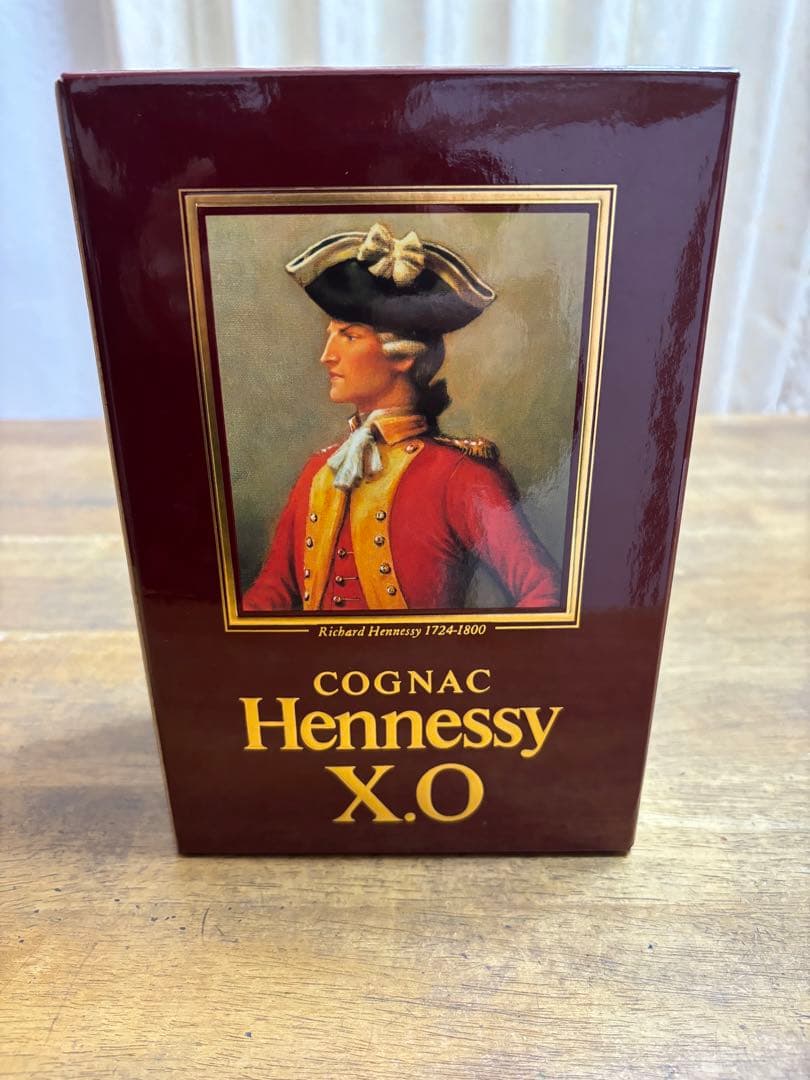 Richard Hennessy 1724-1800
COGNAC
Hennessy
X.O